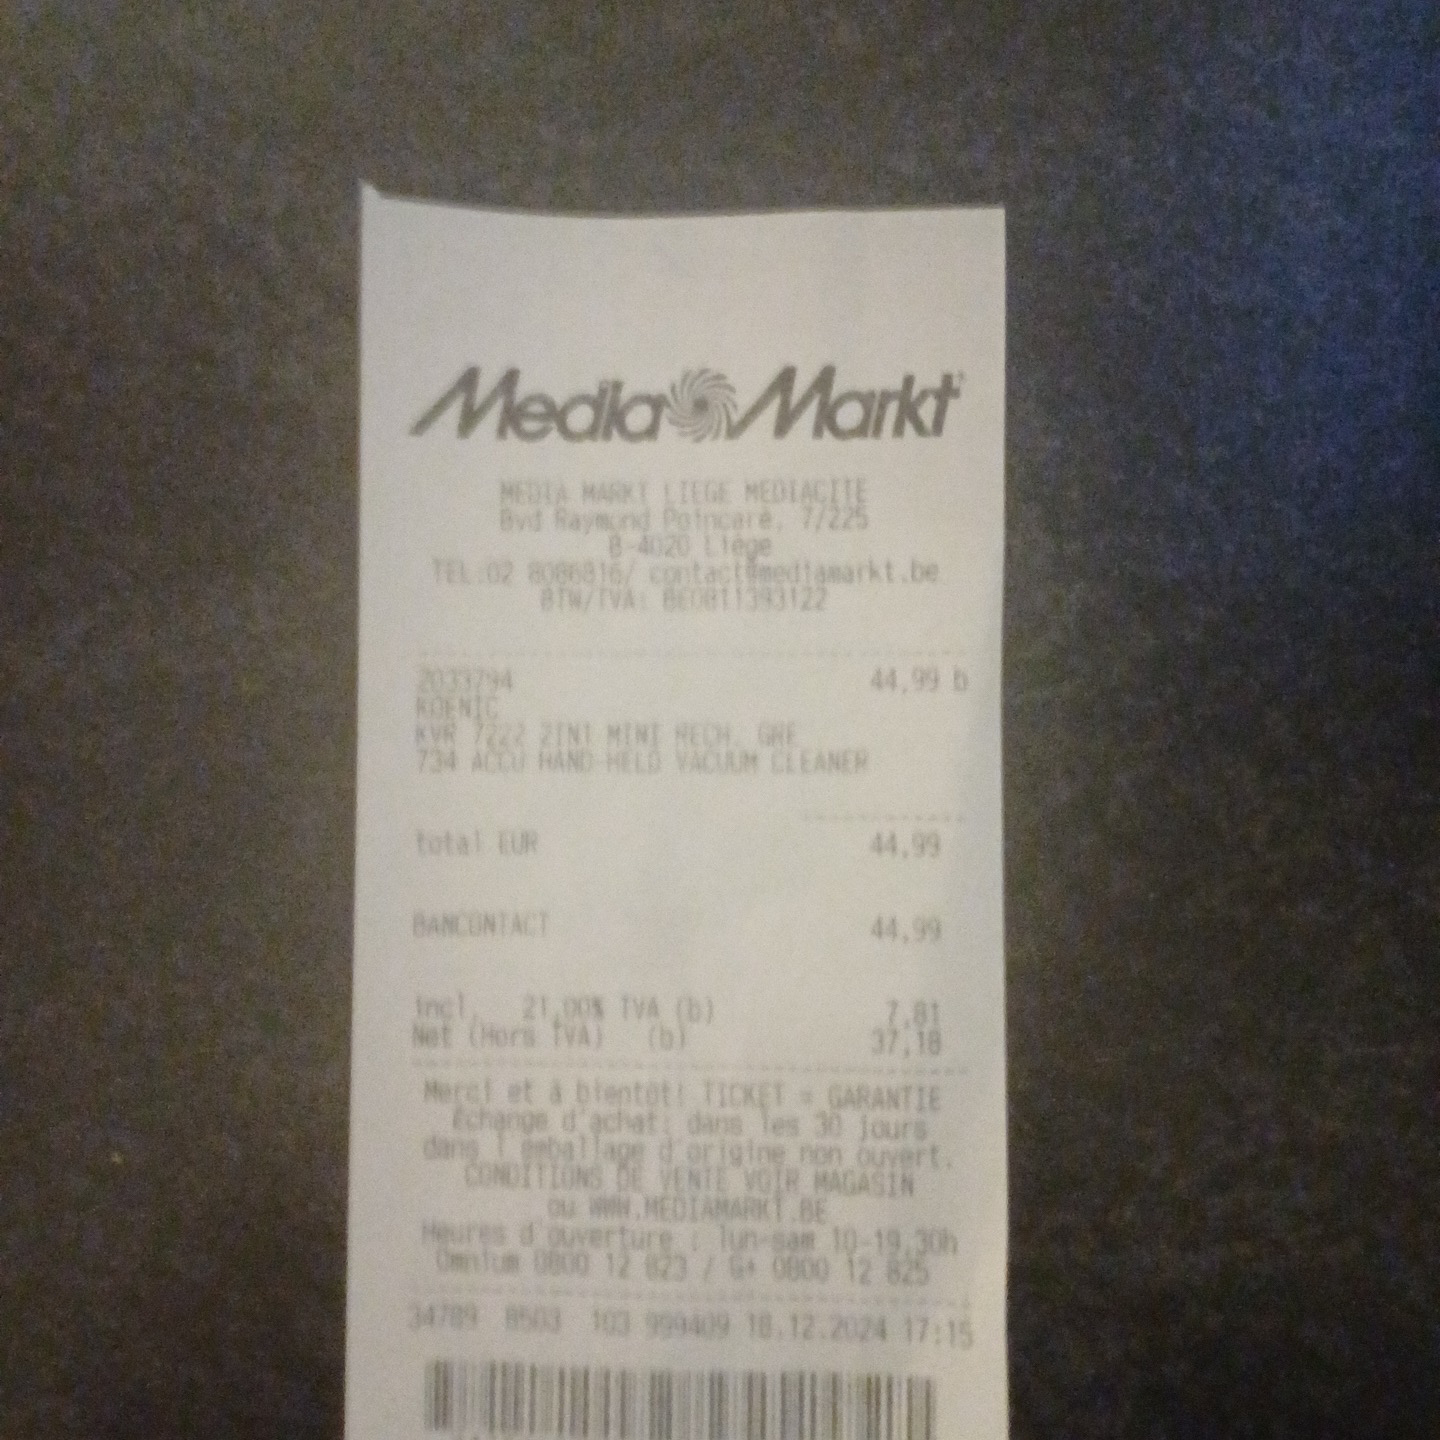 Media Markt
MEDIA MARKT LIEGE MEDIACITE
Bvd Raymond Poincaré, 7/225
B-4020 Liège
TEL:02 8086816/ contact@mediamarkt.be
BTW/TVA: BE0811393122
2033794 44,99 b
KOENIC
KVR 7222 2IN1 MINI RECH. GRE
734 ACCU HAND-HELD VACUUM CLEANER
total EUR 44,99
BANCONTACT 44,99
Incl. 21,00% TVA (b) 7,81
Net (Hors TVA) (b) 37,18
Merci et à bientôt! TICKET = GARANTIE
Échange d'achat: dans les 30 jours
dans l'emballage d'origine non ouvert.
CONDITIONS DE VENTE VOIR MAGASIN
ou WWW.MEDIAMARKT.BE
Heures d'ouverture : lun-sam 10-19,30h
Omnium 0800 12 823 / G+ 0800 12 825
34789 8503 103 999409 18.12.2024 17:15